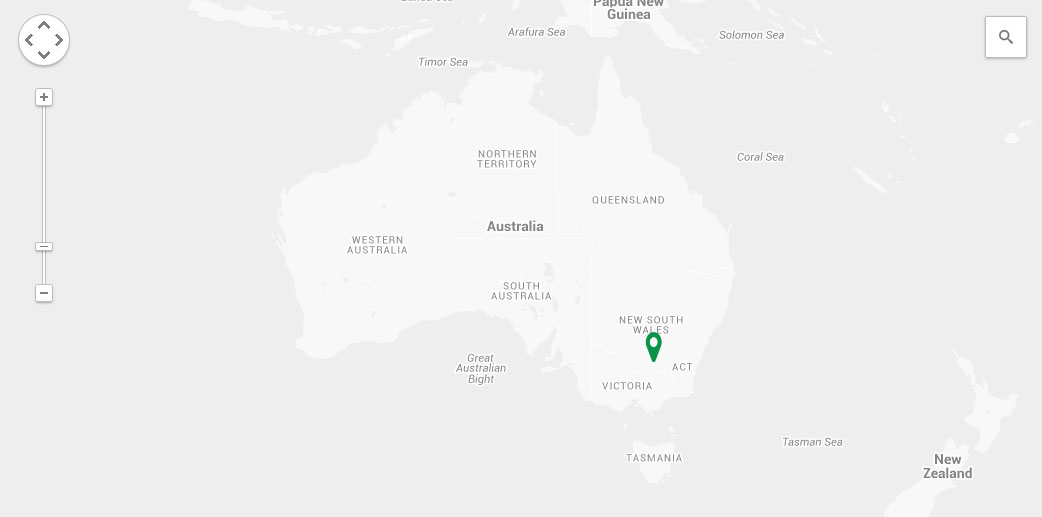 Papua New
Guinea
Arafura Sea
Solomon Sea
Timor Sea
NORTHERN
TERRITORY
Coral Sea
QUEENSLAND
Australia
WESTERN
AUSTRALIA
SOUTH
AUSTRALIA
NEW SOUTH
WALES
Great
Australian
Bight
ACT
VICTORIA
Tasman Sea
TASMANIA
New
Zealand